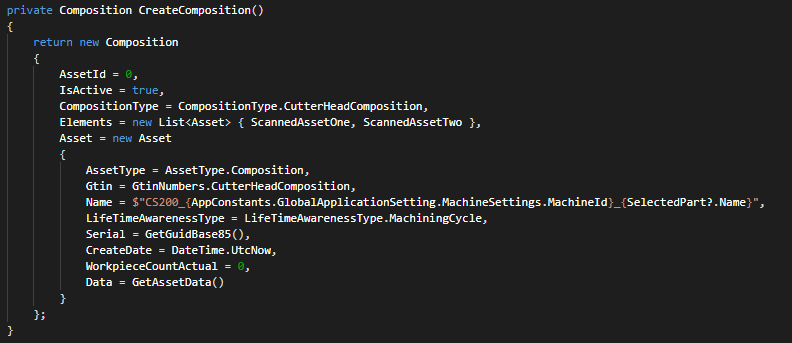 private Composition CreateComposition()
{
    return new Composition
    {
        AssetId = 0,
        IsActive = true,
        CompositionType = CompositionType.CutterHeadComposition,
        Elements = new List<Asset> { ScannedAssetOne, ScannedAssetTwo },
        Asset = new Asset
        {
            AssetType = AssetType.Composition,
            Gtin = GtinNumbers.CutterHeadComposition,
            Name = $"CS200_{AppConstants.GlobalApplicationSetting.MachineSettings.MachineId}_{SelectedPart?.Name}",
            LifeTimeAwarenessType = LifeTimeAwarenessType.MachiningCycle,
            Serial = GetGuidBase85(),
            CreateDate = DateTime.UtcNow,
            WorkpieceCountActual = 0,
            Data = GetAssetData()
        }
    };
}